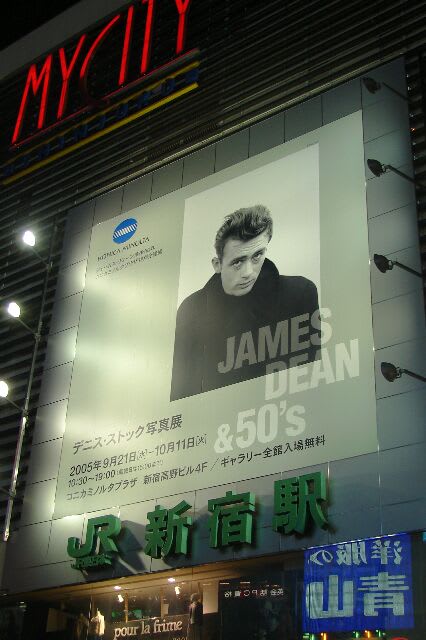 MYCITY
KONICA MINOLTA
JAMES
DEAN
&50's
デニス・ストック写真展
2005年9月21日[水]~10月11日[火]
10:30~19:00
コニカミノルタプラザ 新宿高野ビル4F / ギャラリー全館入場無料
JR 新宿駅
洋服の
青山
pour la frime